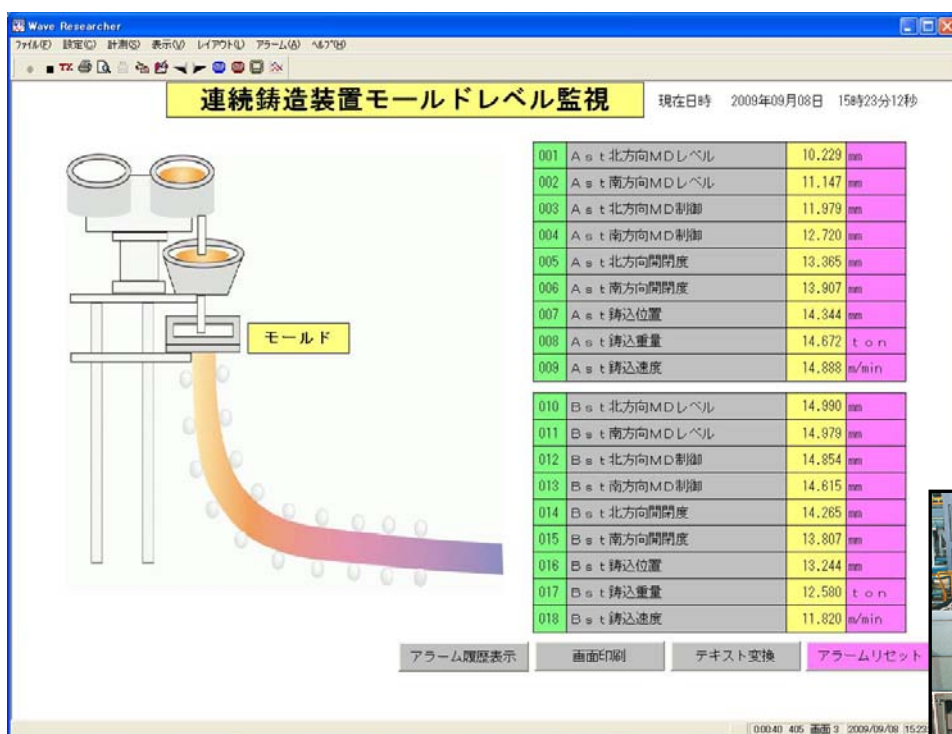 Wave Researcher
ファイル(F) 設定(C) 計測(S) 表示(V) レイアウト(L) アラーム(A) ヘルプ(H)
TX
連続鋳造装置モールドレベル監視
現在日時 2009年09月08日 15時23分12秒
001 Ａｓｔ北方向ＭＤレベル 10.229 mm
002 Ａｓｔ南方向ＭＤレベル 11.147 mm
003 Ａｓｔ北方向ＭＤ制御 11.979 mm
004 Ａｓｔ南方向ＭＤ制御 12.720 mm
005 Ａｓｔ北方向開閉度 13.365 mm
006 Ａｓｔ南方向開閉度 13.907 mm
007 Ａｓｔ鋳込位置 14.344 mm
008 Ａｓｔ鋳込重量 14.672 ｔｏｎ
009 Ａｓｔ鋳込速度 14.888 m/min
モールド
010 Ｂｓｔ北方向ＭＤレベル 14.990 mm
011 Ｂｓｔ南方向ＭＤレベル 14.979 mm
012 Ｂｓｔ北方向ＭＤ制御 14.854 mm
013 Ｂｓｔ南方向ＭＤ制御 14.615 mm
014 Ｂｓｔ北方向開閉度 14.265 mm
015 Ｂｓｔ南方向開閉度 13.807 mm
016 Ｂｓｔ鋳込位置 13.244 mm
017 Ｂｓｔ鋳込重量 12.580 ｔｏｎ
018 Ｂｓｔ鋳込速度 11.820 m/min
アラーム履歴表示 画面印刷 テキスト変換 アラームリセット
00:00:40 405 画面 3 2009/09/08